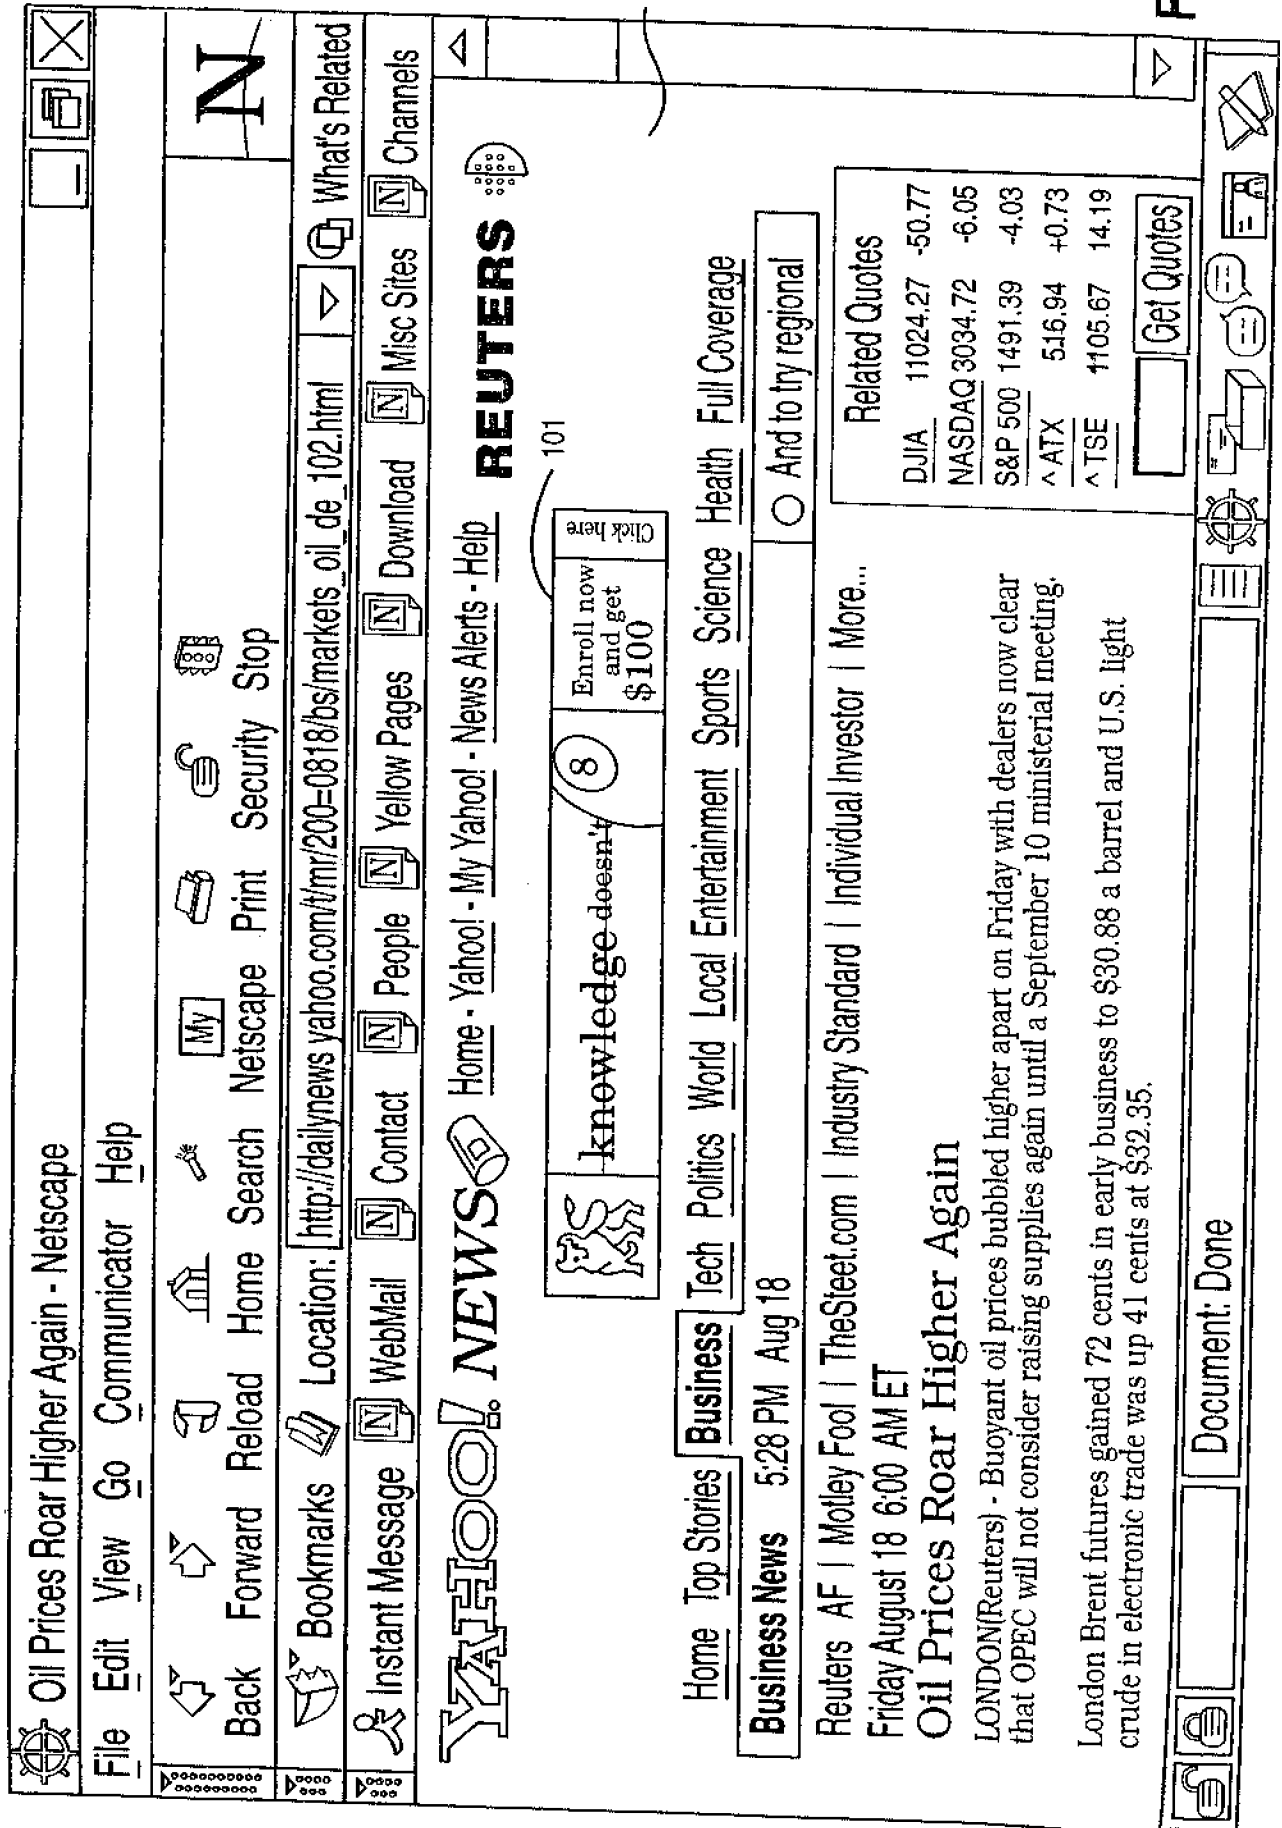 Oil Prices Roar Higher Again - Netscape
File Edit View Go Communicator Help
N
My
Back Forward Reload Home Search Netscape Print Security Stop
Bookmarks Location: http://dailynews yahoo.com/t/mr/200=0818/bs/markets_oil_de_102.html What's Related
Instant Message N WebMail N Contact N People N Yellow Pages N Download N Misc Sites N Channels
YAHOO! NEWS Home - Yahoo! - My Yahoo! - News Alerts - Help REUTERS
101
knowledge doesn't 8 Enroll now and get $100 Click here
Home Top Stories Business Tech Politics World Local Entertainment Sports Science Health Full Coverage
Business News 5:28 PM Aug 18 And to try regional
Reuters AF | Motley Fool | TheSteet.com | Industry Standard | Individual Investor | More...
Friday August 18 6:00 AM ET
Oil Prices Roar Higher Again
LONDON(Reuters) - Buoyant oil prices bubbled higher apart on Friday with dealers now clear
that OPEC will not consider raising supplies again until a September 10 ministerial meeting.
London Brent futures gained 72 cents in early business to $30.88 a barrel and U.S. light
crude in electronic trade was up 41 cents at $32.35.
Related Quotes
DJIA 11024.27 -50.77
NASDAQ 3034.72 -6.05
S&P 500 1491.39 -4.03
^ ATX 516.94 +0.73
^ TSE 1105.67 14.19
Get Quotes
Document: Done